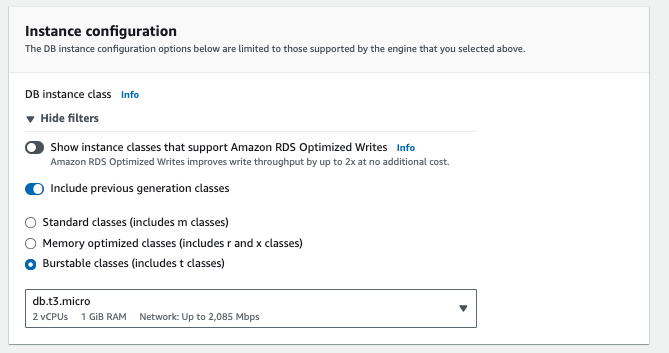 Instance configuration
The DB instance configuration options below are limited to those supported by the engine that you selected above.
DB instance class Info
Hide filters
Show instance classes that support Amazon RDS Optimized Writes Info
Amazon RDS Optimized Writes improves write throughput by up to 2x at no additional cost.
Include previous generation classes
Standard classes (includes m classes)
Memory optimized classes (includes r and x classes)
Burstable classes (includes t classes)
db.t3.micro
2 vCPUs 1 GiB RAM Network: Up to 2,085 Mbps